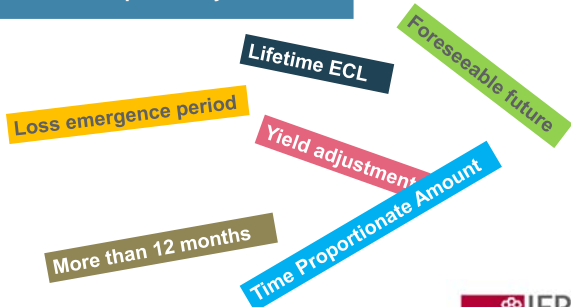 Foreseeable future
Lifetime ECL
Loss emergence period
Yield adjustment
Time Proportionate Amount
More than 12 months